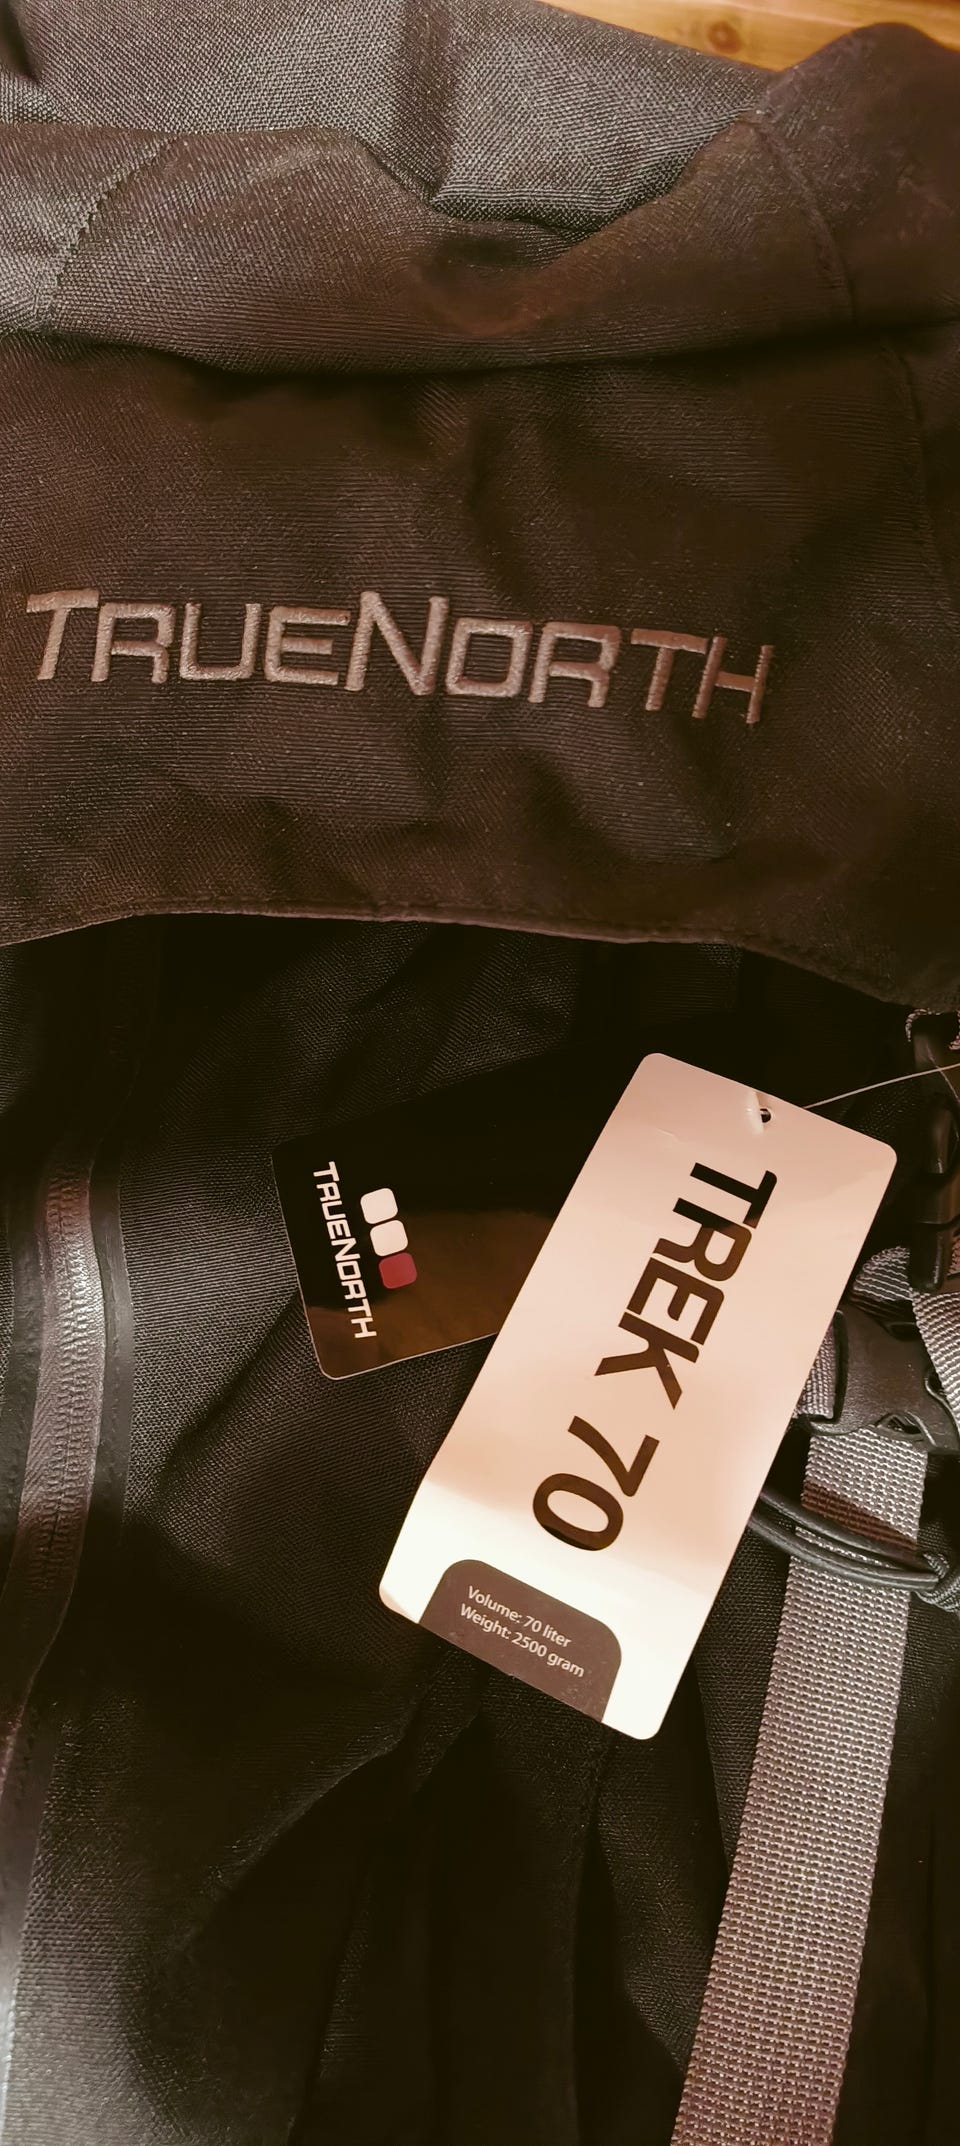 TRUENORTH
TRUENORTH
TREK 70
Volume: 70 liter
Weight: 2500 gram